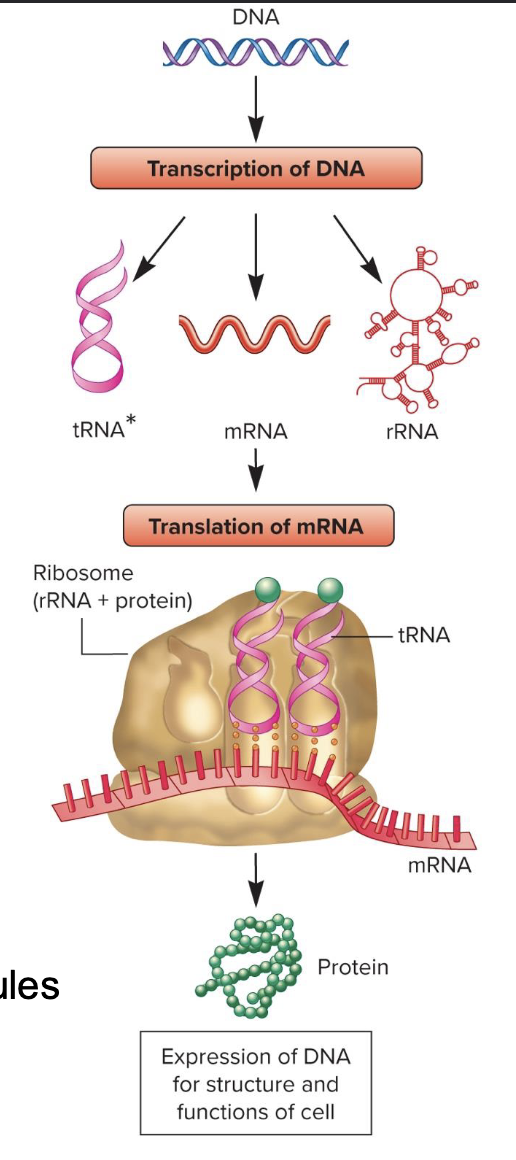 DNA
Transcription of DNA
tRNA*
mRNA
rRNA
Translation of mRNA
Ribosome
(rRNA + protein)
tRNA
mRNA
ules
Protein
Expression of DNA
for structure and
functions of cell